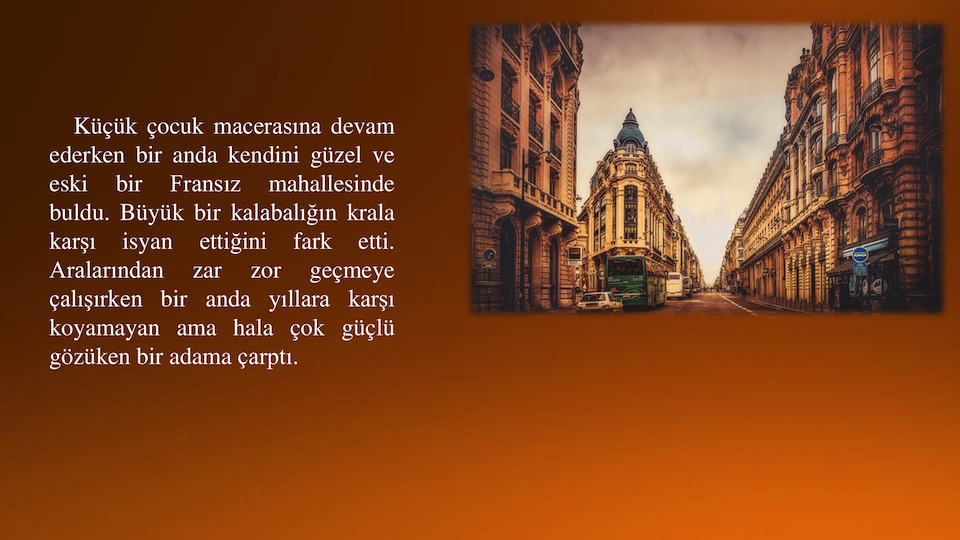 Küçük çocuk macerasına devam
ederken bir anda kendini güzel ve
eski bir Fransız mahallesinde
buldu. Büyük bir kalabalığın krala
karşı isyan ettiğini fark etti.
Aralarından zar zor geçmeye
çalışırken bir anda yıllara karşı
koyamayan ama hala çok güçlü
gözüken bir adama çarptı.